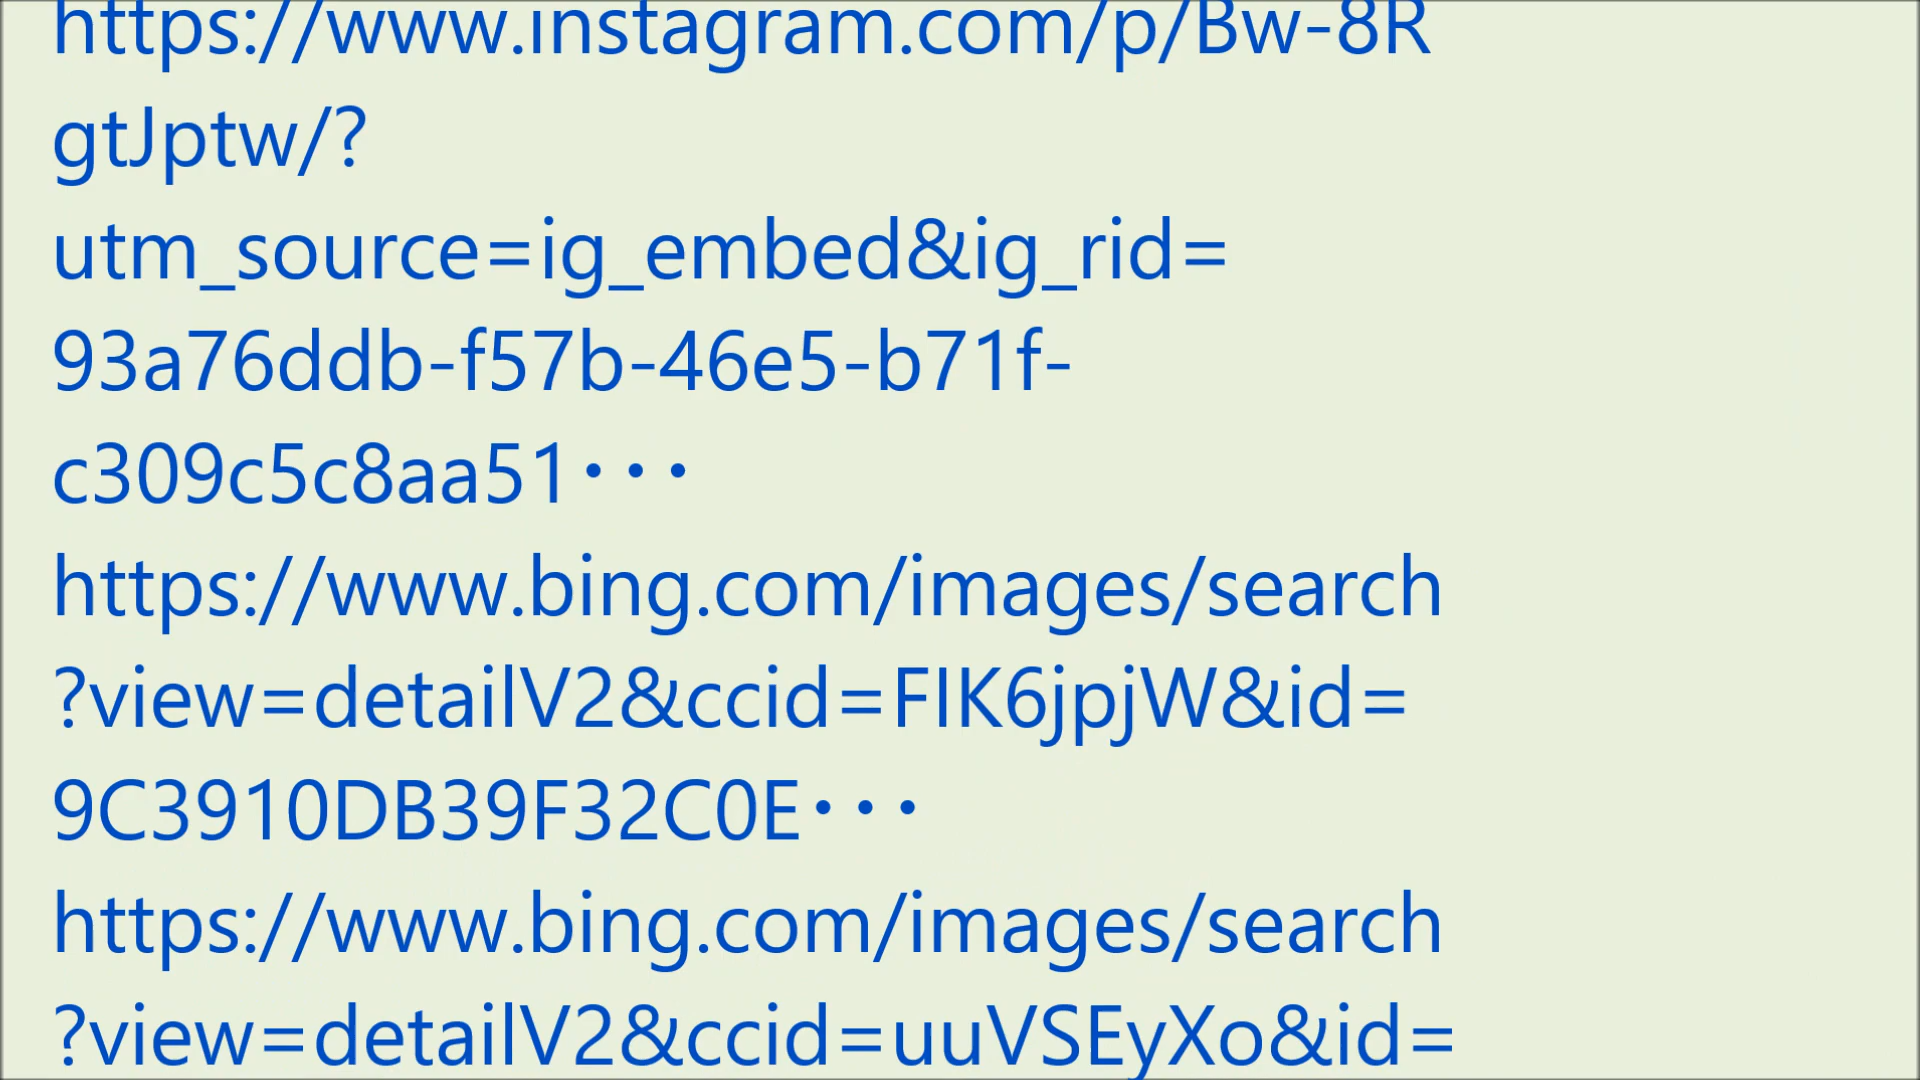 https://www.instagram.com/p/Bw-8R
gtJptw/?
utm_source=ig_embed&ig_rid=
93a76ddb-f57b-46e5-b71f-
c309c5c8aa51･･･
https://www.bing.com/images/search
?view=detailV2&ccid=FIK6jpjW&id=
9C3910DB39F32C0E･･･
https://www.bing.com/images/search
?view=detailV2&ccid=uuVSEyXo&id=